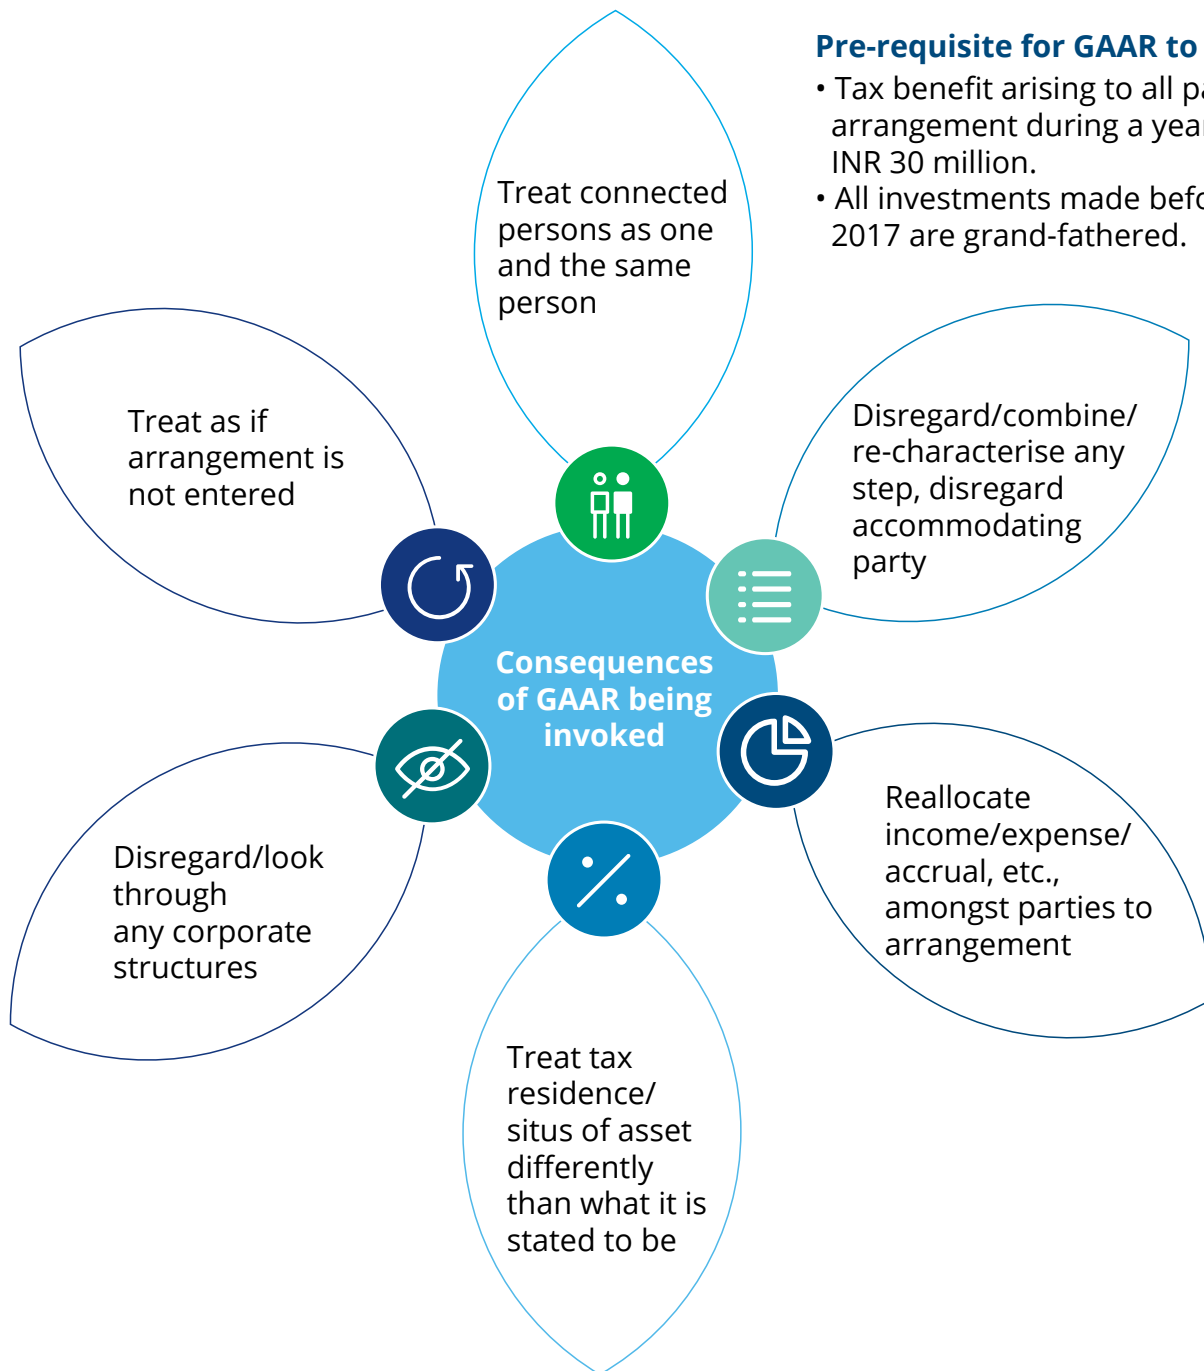 Pre-requisite for GAAR to
• Tax benefit arising to all
arrangement during a year
INR 30 million.
• All investments made
2017 are grand-fathered.
Treat connected
persons as one
and the same
person
Treat as if
arrangement is
not entered
Disregard/combine/
re-characterise any
step, disregard
accommodating
party
Consequences
of GAAR being
invoked
Reallocate
income/expense/
accrual, etc.,
amongst parties to
arrangement
Disregard/look
through
any corporate
structures
Treat tax
residence/
situs of asset
differently
than what it is
stated to be